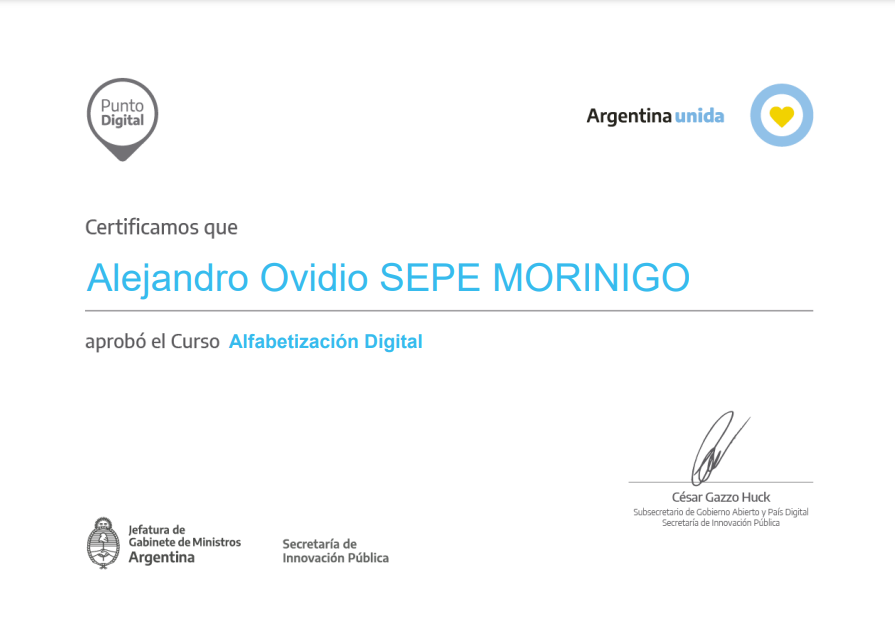 Punto
Digital
Argentina unida
Certificamos que
Alejandro Ovidio SEPE MORINIGO
aprobó el Curso Alfabetización Digital
César Gazzo Huck
Subsecretario de Gobierno Abierto y País Digital
Secretaría de Innovación Pública
Jefatura de
Gabinete de Ministros
Argentina
Secretaría de
Innovación Pública